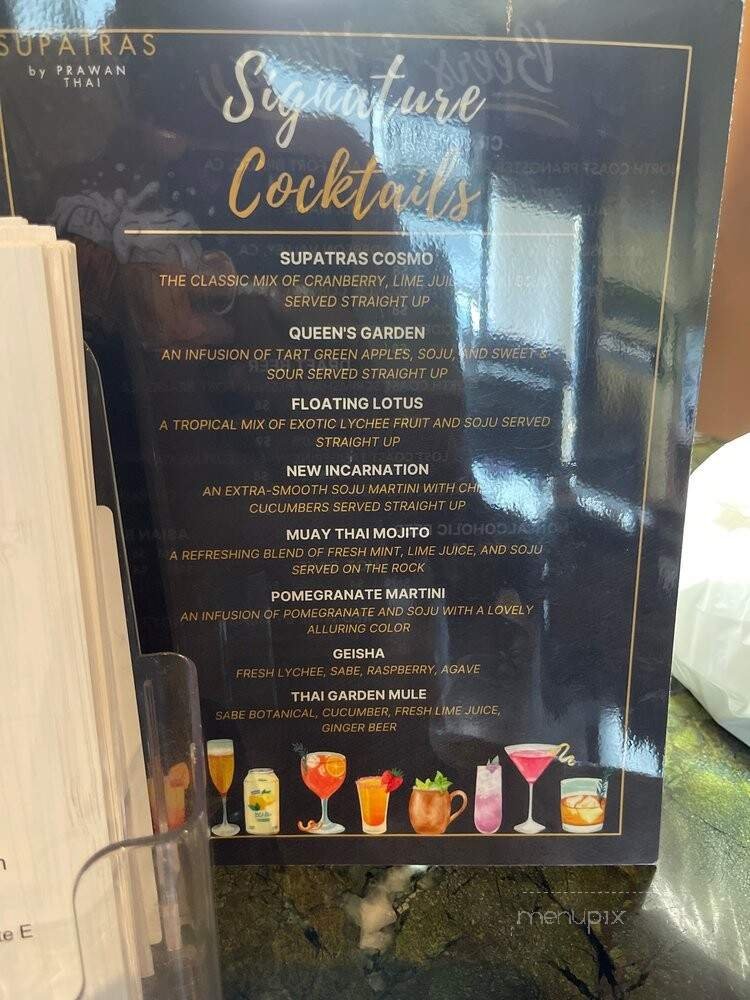 SUPATRAS
by PRAWAN
THAI
Signature
Cocktails
SUPATRAS COSMO
THE CLASSIC MIX OF CRANBERRY, LIME
SERVED STRAIGHT UP
QUEEN'S GARDEN
AN INFUSION OF TART GREEN APPLES, SOJU, AND SWEET &
SOUR SERVED STRAIGHT UP
FLOATING LOTUS
A TROPICAL MIX OF EXOTIC LYCHEE FRUIT AND SOJU SERVED
STRAIGHT UP
NEW INCARNATION
AN EXTRA-SMOOTH SOJU MARTINI WITH
CUCUMBERS SERVED STRAIGHT UP
MUAY THAI MOJITO
A REFRESHING BLEND OF FRESH MINT, LIME JUICE, AND SOJU
SERVED ON THE ROCK
POMEGRANATE MARTINI
AN INFUSION OF POMEGRANATE AND SOJU WITH A LOVELY
ALLURING COLOR
GEISHA
FRESH LYCHEE, SABE, RASPBERRY, AGAVE
THAI GARDEN MULE
SABE BOTANICAL, CUCUMBER, FRESH LIME JUICE,
GINGER BEER
te E
menupix